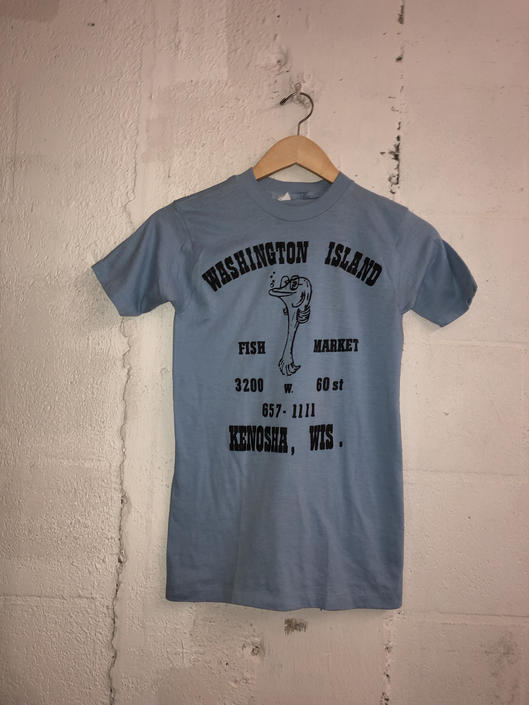 WASHINGTON ISLAND
FISH MARKET
3200 W. 60 st
657-1111
KENOSHA, WIS.